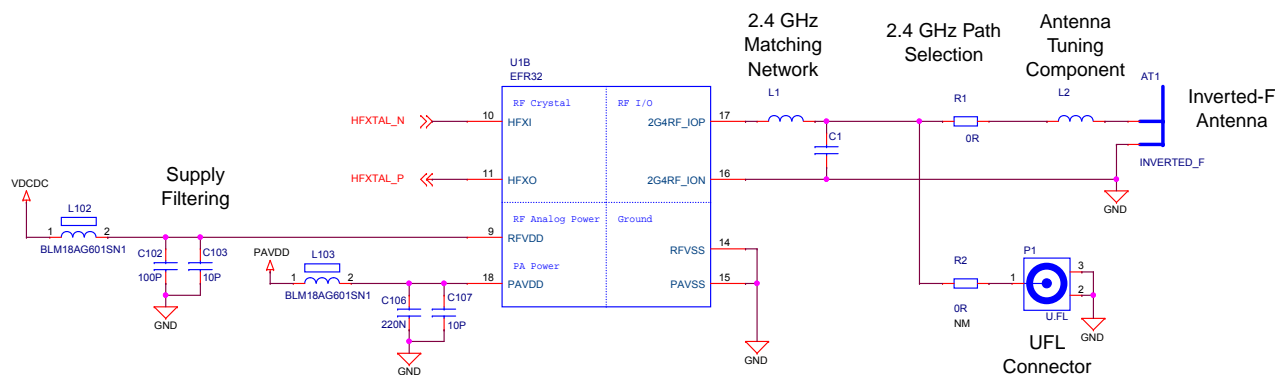 2.4 GHz
Matching
Network
2.4 GHz Path
Selection
Antenna
Tuning
Component
U1B
EFR32
L1
R1
0R
L2
AT1
Inverted-F
Antenna
INVERTED_F
RF Crystal
RF I/O
HFXTAL_N
10
HFXI
2G4RF_IOP
17
C1
HFXTAL_P
11
HFXO
2G4RF_ION
16
GND
Supply
Filtering
VDCDC
L102
1
2
BLM18AG601SN1
RF Analog Power
Ground
9
RFVDD
RFVSS
14
C102
100P
C103
10P
GND
PAVDD
L103
1
2
BLM18AG601SN1
PA Power
18
PAVDD
PAVSS
15
C106
220N
C107
10P
GND
GND
R2
0R
NM
P1
1
3
2
U.FL
GND
UFL
Connector